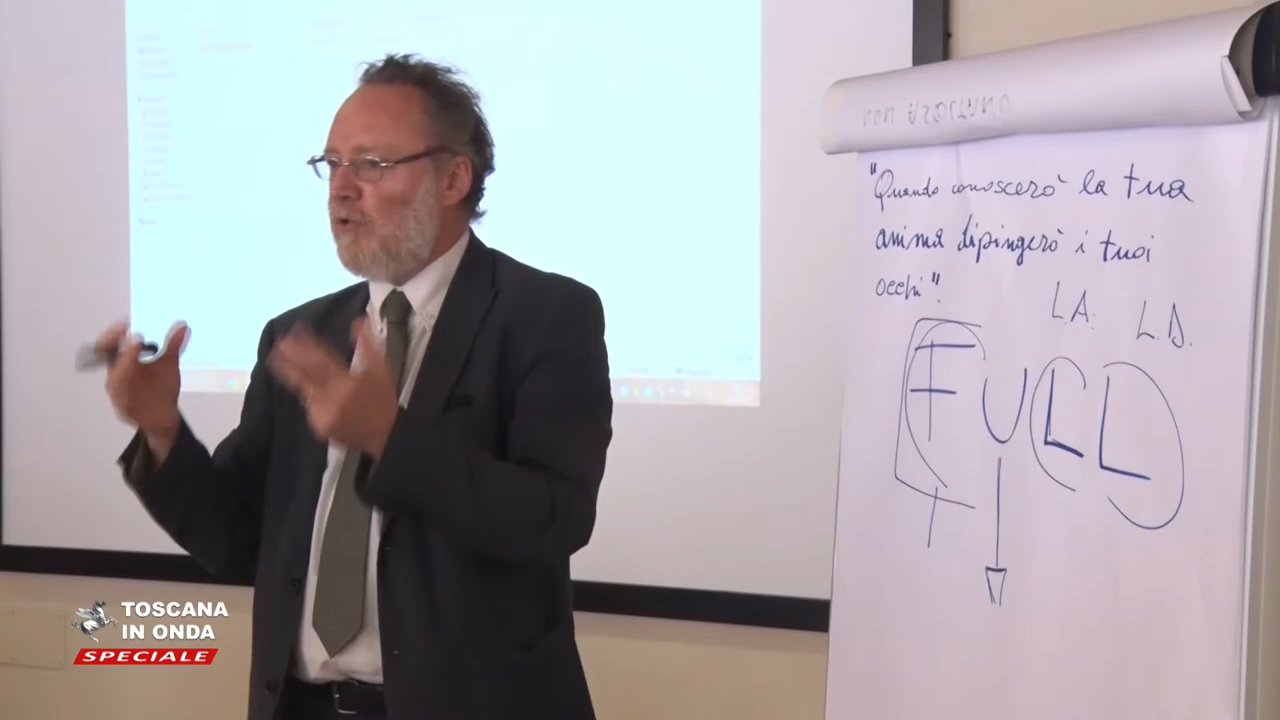 "Quando conoscerò la tua
anima dipingerò i tuoi
occhi".
L.A. L.D.
FULL
TOSCANA
IN ONDA
SPECIALE